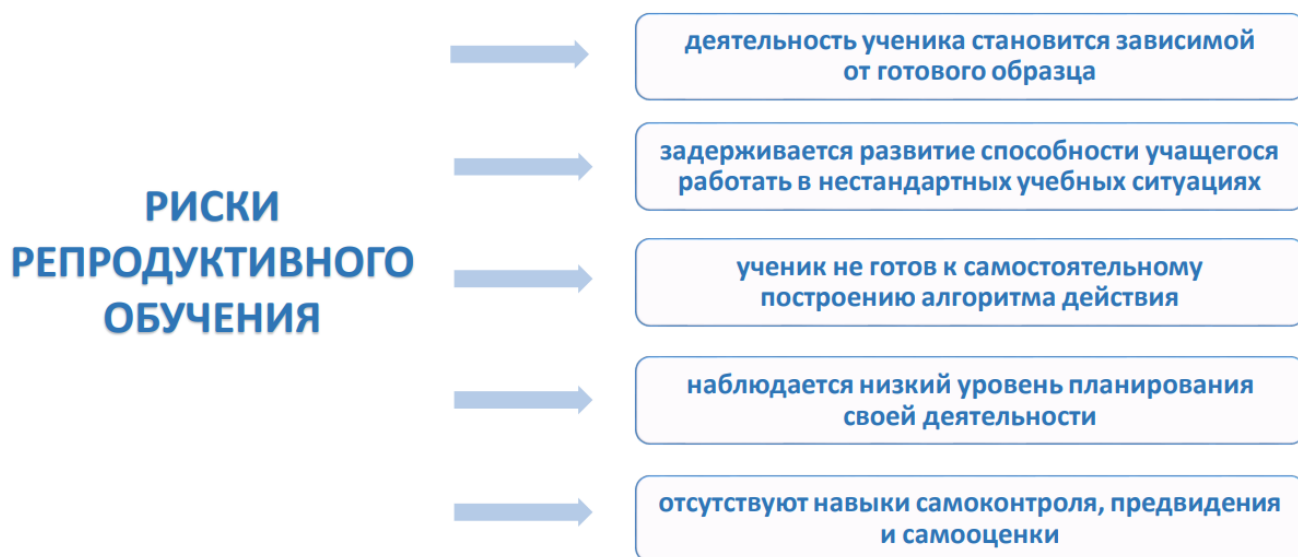 РИСКИ
РЕПРОДУКТИВНОГО
ОБУЧЕНИЯ
деятельность ученика становится зависимой
от готового образца
задерживается развитие способности учащегося
работать в нестандартных учебных ситуациях
ученик не готов к самостоятельному
построению алгоритма действия
наблюдается низкий уровень планирования
своей деятельности
отсутствуют навыки самоконтроля, предвидения
и самооценки